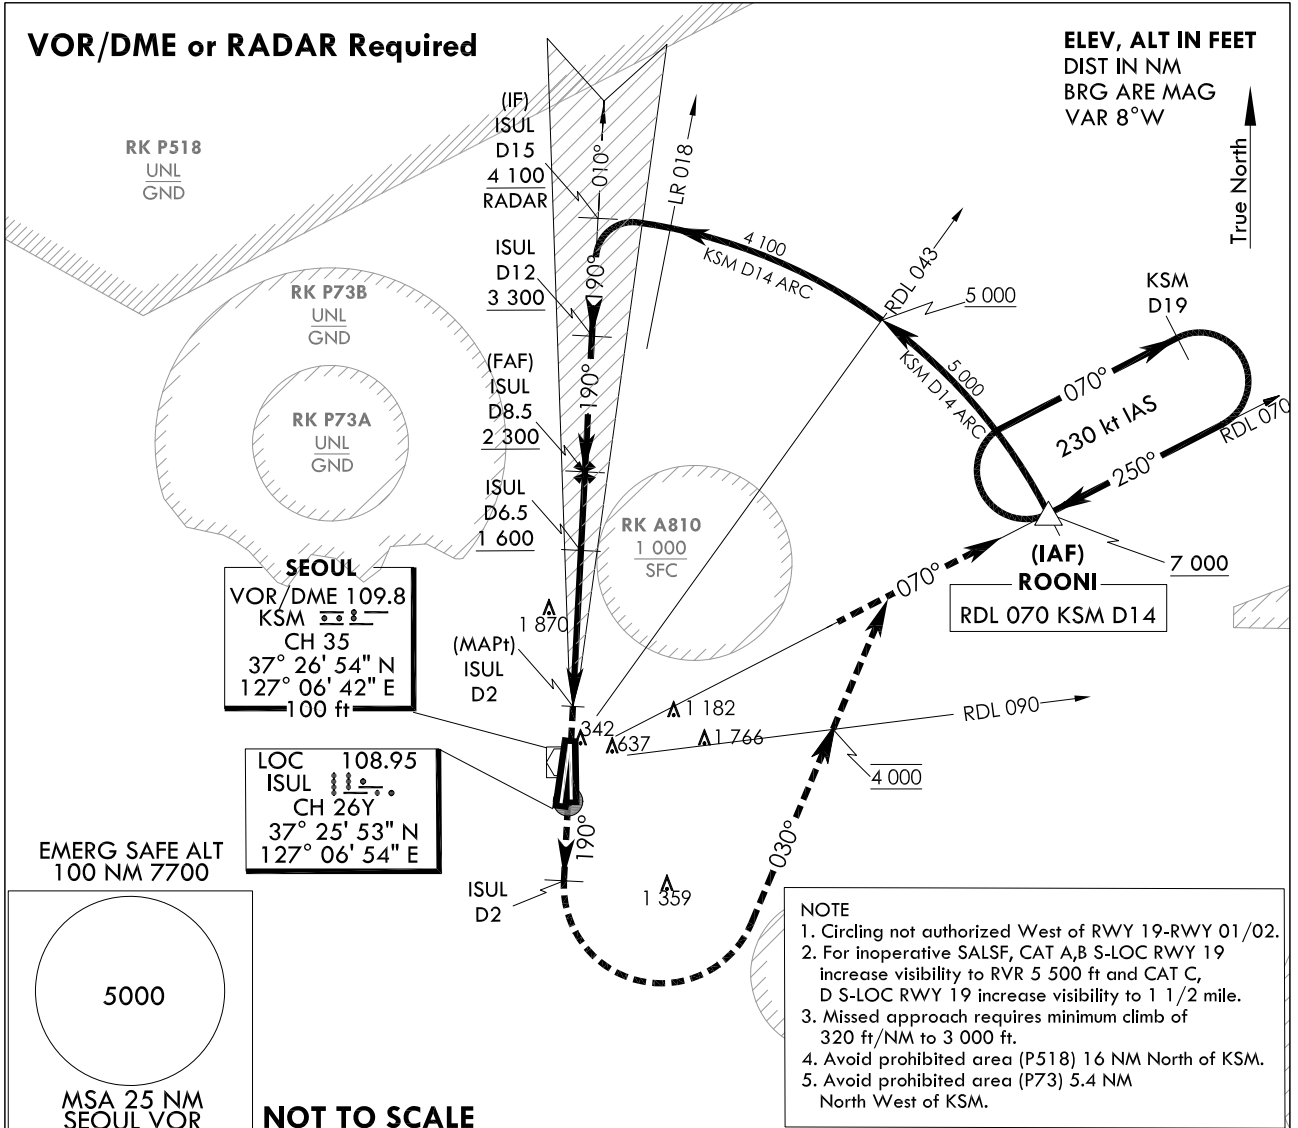 VOR/DME or RADAR Required
ELEV, ALT IN FEET
DIST IN NM
BRG ARE MAG
VAR 8°W
True North
RK P518
UNL
GND
(IF)
ISUL
D15
4 100
RADAR
010°
LR 018
ISUL
D12
3 300
190°
4 100
KSM D14 ARC
RDL 043
5 000
5 000
KSM D14 ARC
KSM
D19
070°
230 kt IAS
250°
RDL 070
RK P73B
UNL
GND
RK P73A
UNL
GND
(FAF)
ISUL
D8.5
2 300
190°
ISUL
D6.5
1 600
RK A810
1 000
SFC
(IAF)
ROONI
RDL 070 KSM D14
7 000
070°
SEOUL
VOR/DME 109.8
KSM
CH 35
37° 26' 54" N
127° 06' 42" E
100 ft
1 870
(MAPt)
ISUL
D2
342
637
1 182
1 766
RDL 090
4 000
LOC 108.95
ISUL
CH 26Y
37° 25' 53" N
127° 06' 54" E
190°
030°
ISUL
D2
1 359
EMERG SAFE ALT
100 NM 7700
5000
MSA 25 NM
SEOUL VOR
NOT TO SCALE
NOTE
1. Circling not authorized West of RWY 19-RWY 01/02.
2. For inoperative SALSF, CAT A,B S-LOC RWY 19
increase visibility to RVR 5 500 ft and CAT C,
D S-LOC RWY 19 increase visibility to 1 1/2 mile.
3. Missed approach requires minimum climb of
320 ft/NM to 3 000 ft.
4. Avoid prohibited area (P518) 16 NM North of KSM.
5. Avoid prohibited area (P73) 5.4 NM
North West of KSM.